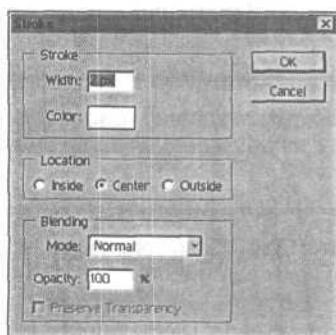 Stroke
Stroke
Width: 2 px
Color:
OK
Cancel
Location
Inside Center Outside
Blending
Mode: Normal
Opacity: 100 %
Preserve Transparency